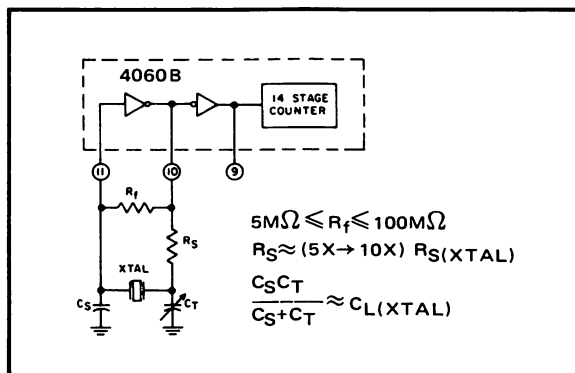 4060B
14 STAGE
COUNTER
11
10
9
Rf
RS
XTAL
CS
CT
5MΩ ≤ Rf ≤ 100MΩ
RS ≈ (5X → 10X) RS(XTAL)
CSCT
CS+CT
≈ CL(XTAL)